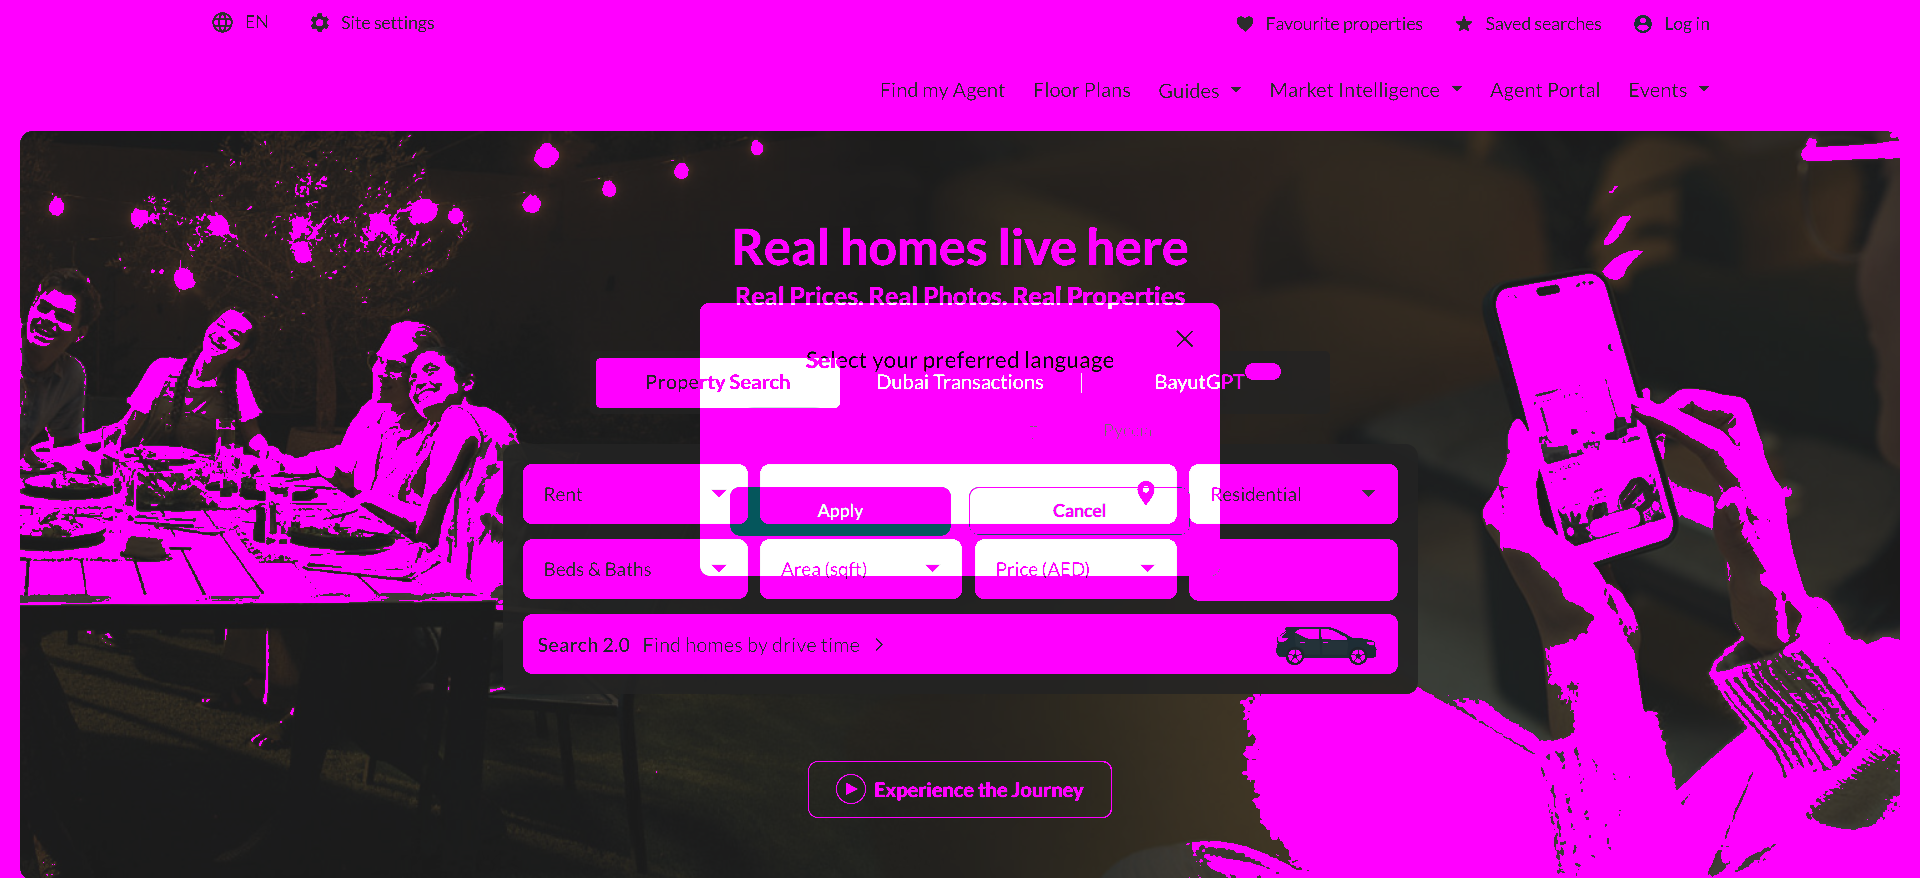 EN Site settings
Favourite properties Saved searches Log in
Find my Agent Floor Plans Guides Market Intelligence Agent Portal Events
Real homes live here
Real Prices. Real Photos. Real Properties
Select your preferred language
Property Search Dubai Transactions BayutGPT
Rent Residential
Apply Cancel
Beds & Baths Area (sqft) Price (AED)
Search 2.0 Find homes by drive time
Experience the Journey